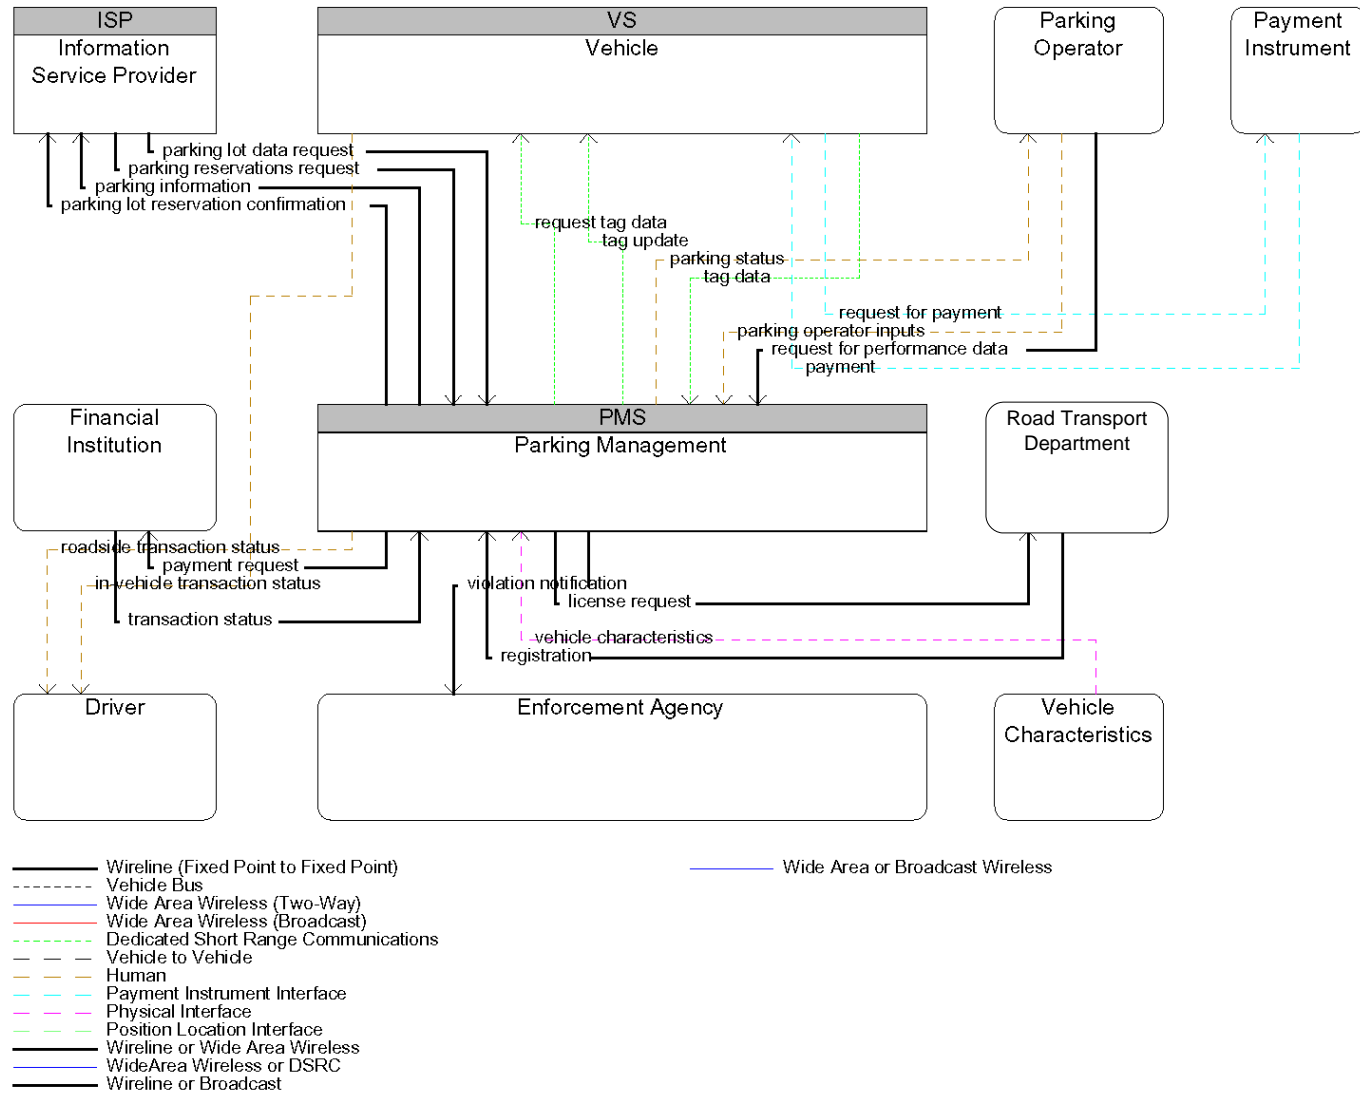 ISP
Information
Service Provider
VS
Vehicle
Parking
Operator
Payment
Instrument
parking lot data request
parking reservations request
parking information
parking lot reservation confirmation
request tag data
tag update
parking status
tag data
request for payment
parking operator inputs
request for performance data
payment
Financial
Institution
PMS
Parking Management
Road Transport
Department
roadside transaction status
payment request
in-vehicle transaction status
transaction status
violation notification
license request
vehicle characteristics
registration
Driver
Enforcement Agency
Vehicle
Characteristics
Wireline (Fixed Point to Fixed Point)
Vehicle Bus
Wide Area Wireless (Two-Way)
Wide Area Wireless (Broadcast)
Dedicated Short Range Communications
Vehicle to Vehicle
Human
Payment Instrument Interface
Physical Interface
Position Location Interface
Wireline or Wide Area Wireless
WideArea Wireless or DSRC
Wireline or Broadcast
Wide Area or Broadcast Wireless